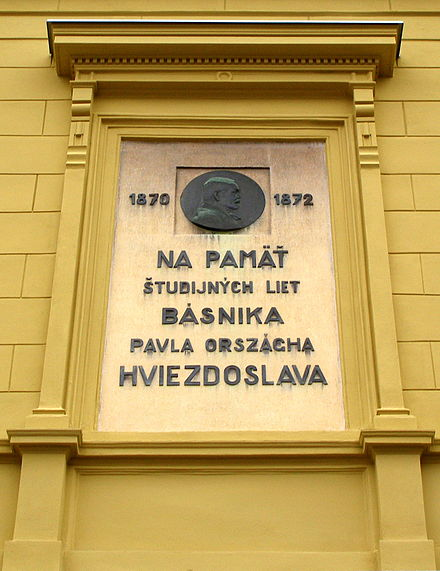 1870 1872
NA PAMÄŤ
ŠTUDIJNÝCH LIET
BÁSNIKA
PAVLA ORSZÁGHA
HVIEZDOSLAVA